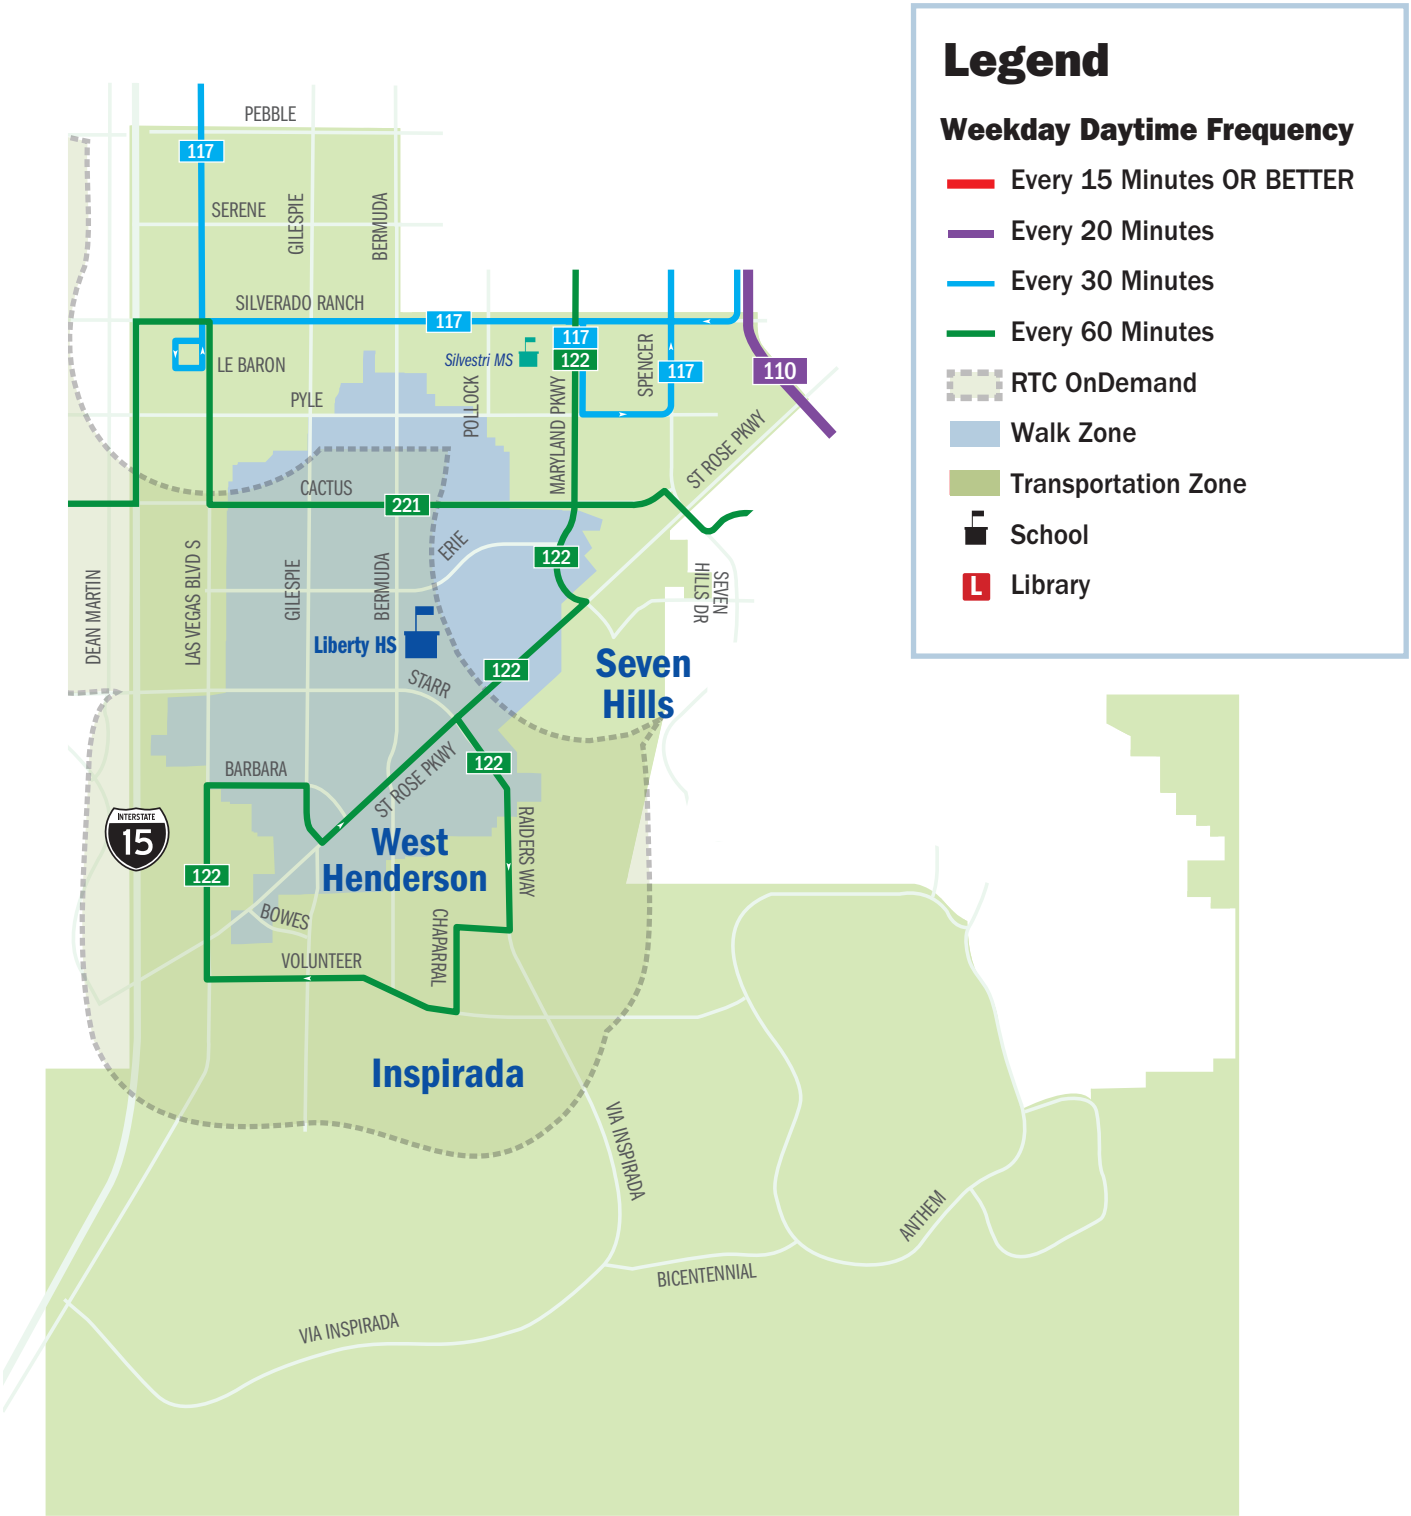 Legend
Weekday Daytime Frequency
Every 15 Minutes OR BETTER
Every 20 Minutes
Every 30 Minutes
Every 60 Minutes
RTC OnDemand
Walk Zone
Transportation Zone
School
L Library
PEBBLE
117
SERENE
GILESPIE
BERMUDA
SILVERADO RANCH
117
117
122
LE BARON
Silvestri MS
SPENCER
117
110
PYLE
POLLOCK
MARYLAND PKWY
ST ROSE PKWY
CACTUS
221
ERIE
122
DEAN MARTIN
LAS VEGAS BLVD S
GILESPIE
BERMUDA
SEVEN
HILLS DR
Liberty HS
STARR
122
Seven
Hills
BARBARA
ST ROSE PKWY
122
INTERSTATE
15
West
Henderson
RAIDERS WAY
122
BOWES
CHAPARRAL
VOLUNTEER
Inspirada
VIA INSPIRADA
ANTHEM
BICENTENNIAL
VIA INSPIRADA